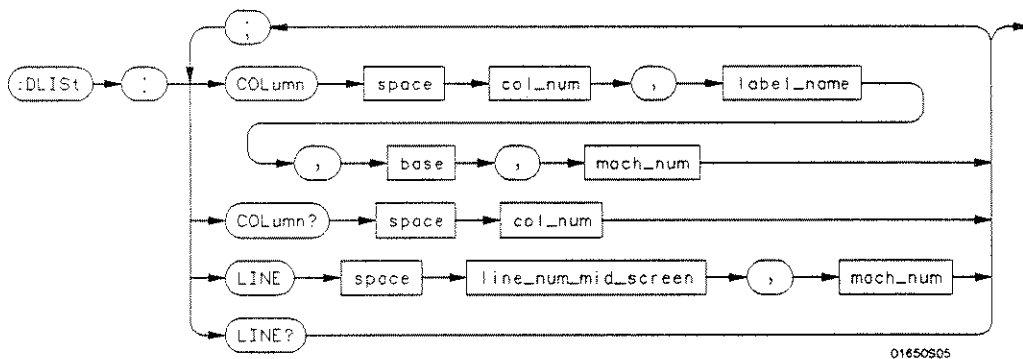 ;
:DLISt : COLumn space col_num , label_name
, base , mach_num
COLumn? space col_num
LINE space line_num_mid_screen , mach_num
LINE?
01650S05